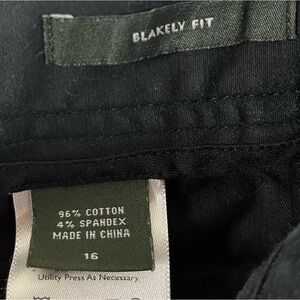 BLAKELY FIT
96% COTTON
4% SPANDEX
MADE IN CHINA
16
Utility Press As Necessary